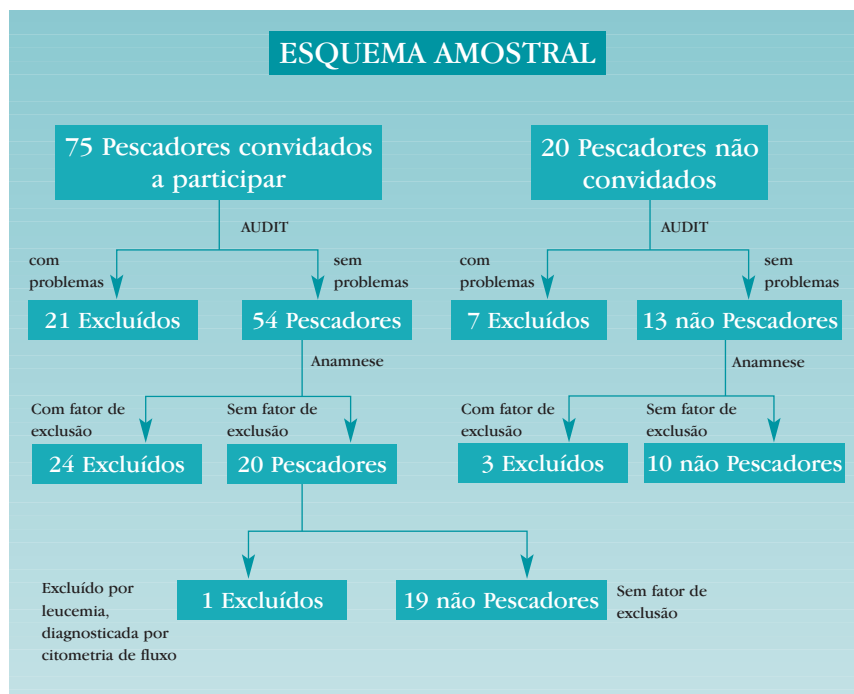 ESQUEMA AMOSTRAL
75 Pescadores convidados
a participar
20 Pescadores não
convidados
AUDIT
AUDIT
com
problemas
sem
problemas
com
problemas
sem
problemas
21 Excluídos
54 Pescadores
7 Excluídos
13 não Pescadores
Anamnese
Anamnese
Com fator de
exclusão
Sem fator de
exclusão
Com fator de
exclusão
Sem fator de
exclusão
24 Excluídos
20 Pescadores
3 Excluídos
10 não Pescadores
Excluído por
leucemia,
diagnosticada por
citometria de fluxo
1 Excluídos
19 não Pescadores
Sem fator de
exclusão